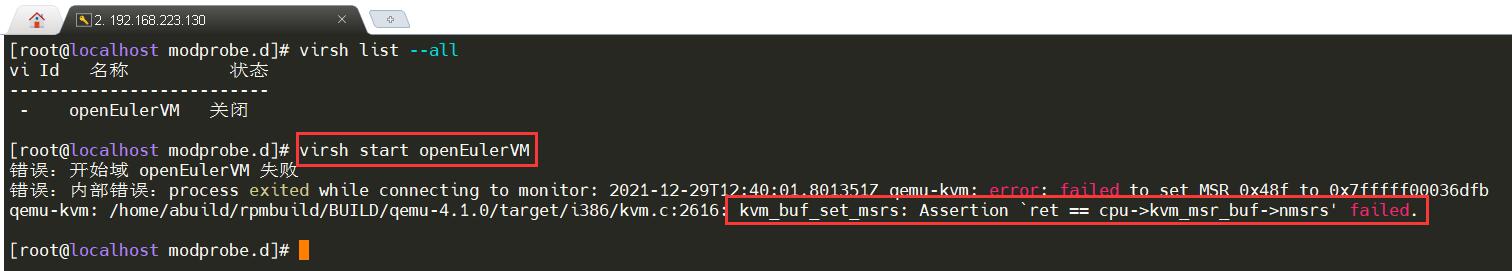 2. 192.168.223.130
[root@localhost modprobe.d]# virsh list --all
vi Id 名称 状态
--------------------------
- openEulerVM 关闭
[root@localhost modprobe.d]# virsh start openEulerVM
错误：开始域 openEulerVM 失败
错误：内部错误：process exited while connecting to monitor: 2021-12-29T12:40:01.801351Z qemu-kvm: error: failed to set MSR 0x48f to 0x7fffff00036dfb
qemu-kvm: /home/abuild/rpmbuild/BUILD/qemu-4.1.0/target/i386/kvm.c:2616: kvm_buf_set_msrs: Assertion `ret == cpu->kvm_msr_buf->nmsrs' failed.
[root@localhost modprobe.d]#